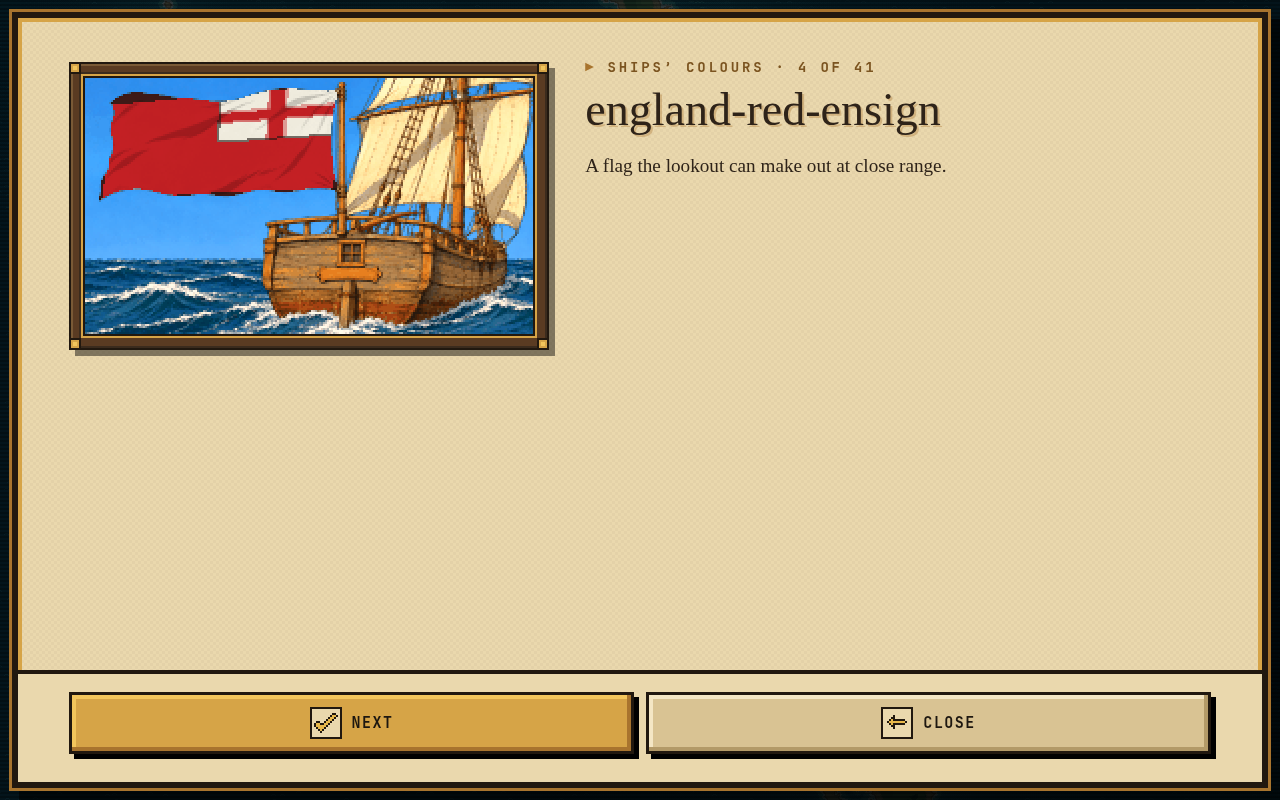 ► SHIPS’ COLOURS · 4 OF 41
england-red-ensign
A flag the lookout can make out at close range.
NEXT
CLOSE